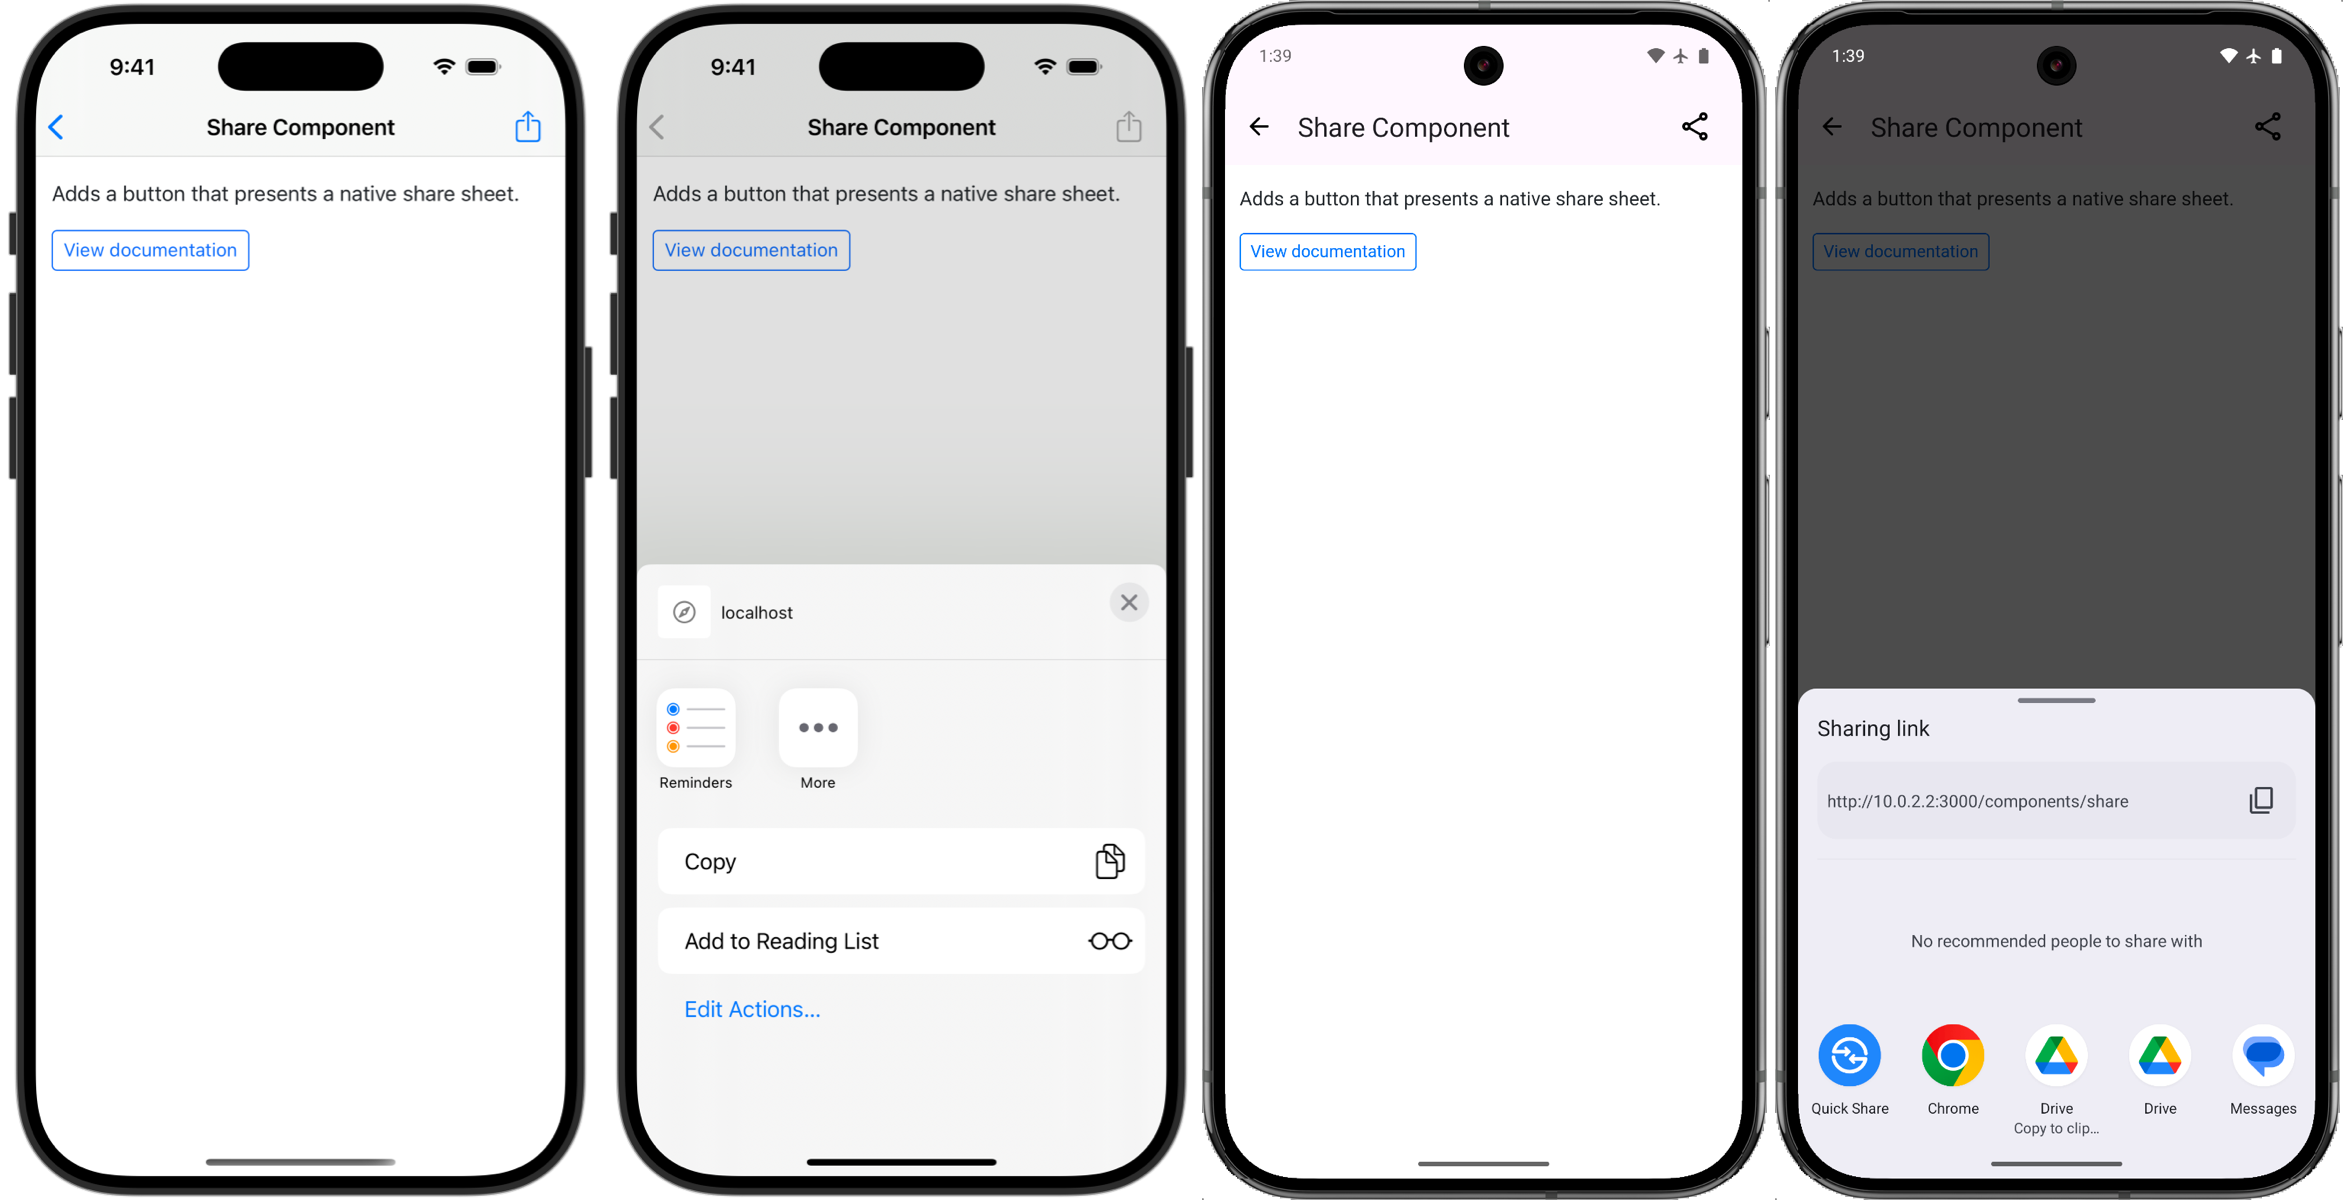 9:41
Share Component
Adds a button that presents a native share sheet.
View documentation
9:41
Share Component
Adds a button that presents a native share sheet.
View documentation
localhost
Reminders
More
Copy
Add to Reading List
Edit Actions...
1:39
Share Component
Adds a button that presents a native share sheet.
View documentation
1:39
Share Component
Adds a button that presents a native share sheet.
View documentation
Sharing link
http://10.0.2.2:3000/components/share
No recommended people to share with
Quick Share
Chrome
Drive
Copy to clip...
Drive
Messages